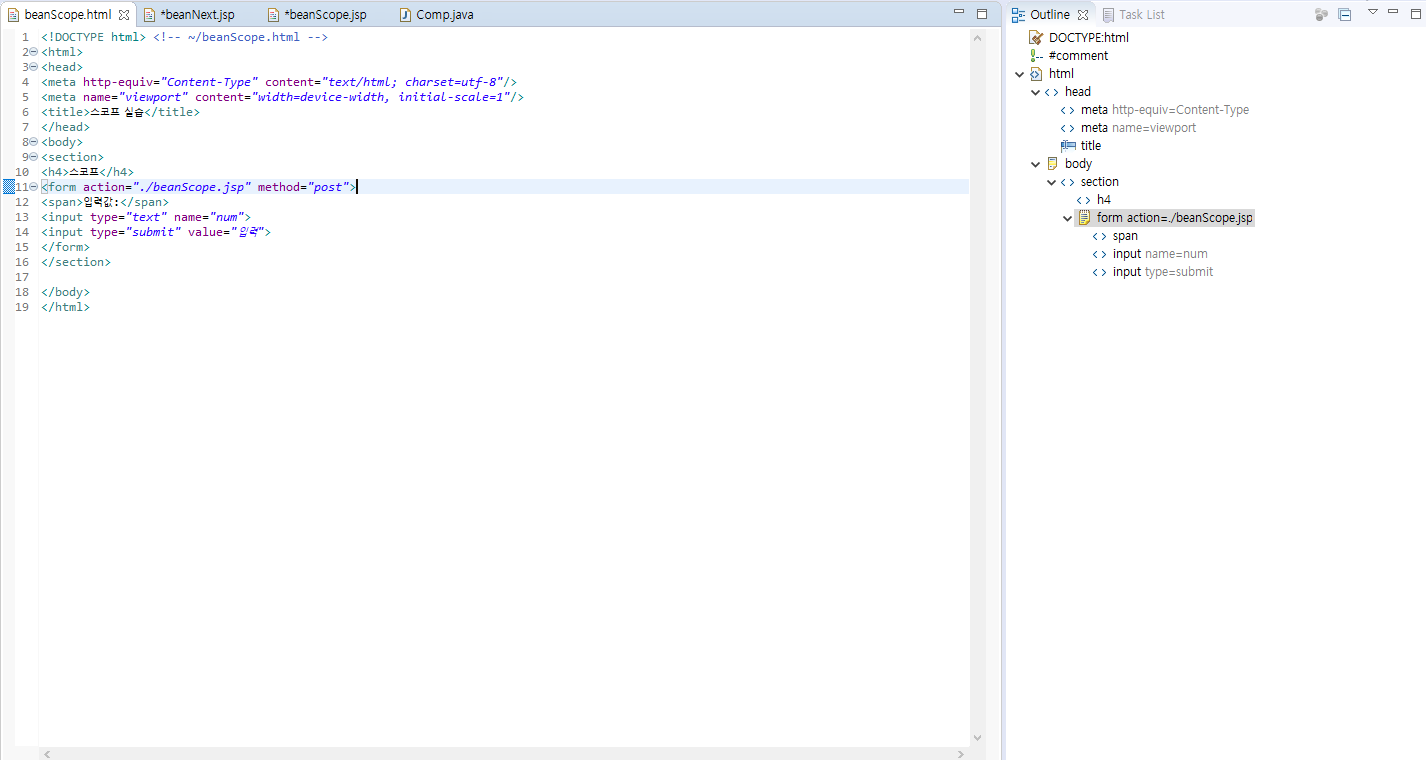 beanScope.html *beanNext.jsp *beanScope.jsp Comp.java
1 <!DOCTYPE html> <!-- ~/beanScope.html -->
2 <html>
3 <head>
4 <meta http-equiv="Content-Type" content="text/html; charset=utf-8"/>
5 <meta name="viewport" content="width=device-width, initial-scale=1"/>
6 <title>스코프 실습</title>
7 </head>
8 <body>
9 <section>
10 <h4>스코프</h4>
11 <form action="./beanScope.jsp" method="post">
12 <span>입력값:</span>
13 <input type="text" name="num">
14 <input type="submit" value="입력">
15 </form>
16 </section>
17
18 </body>
19 </html>
Outline Task List
DOCTYPE:html
#comment
html
head
meta http-equiv=Content-Type
meta name=viewport
title
body
section
h4
form action=./beanScope.jsp
span
input name=num
input type=submit